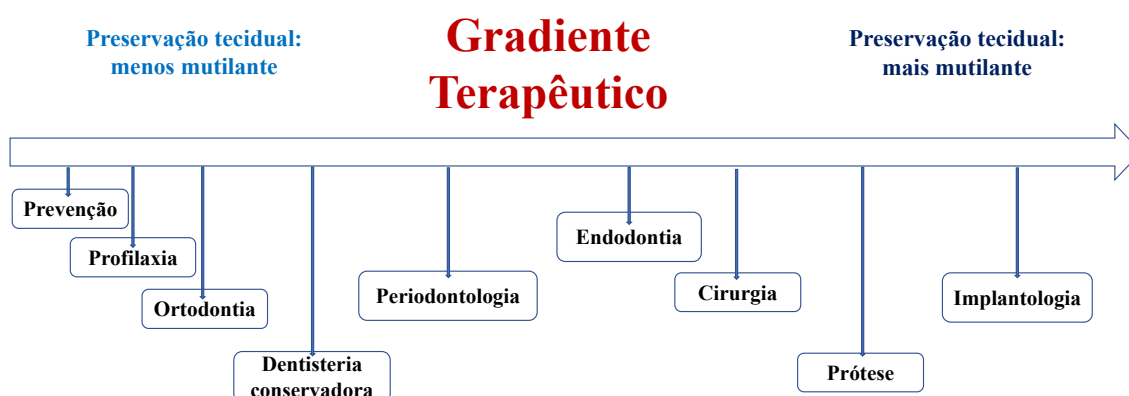 Preservação tecidual:
menos mutilante
Gradiente
Terapêutico
Preservação tecidual:
mais mutilante
Prevenção
Profilaxia
Ortodontia
Dentisteria
conservadora
Periodontologia
Endodontia
Cirurgia
Prótese
Implantologia